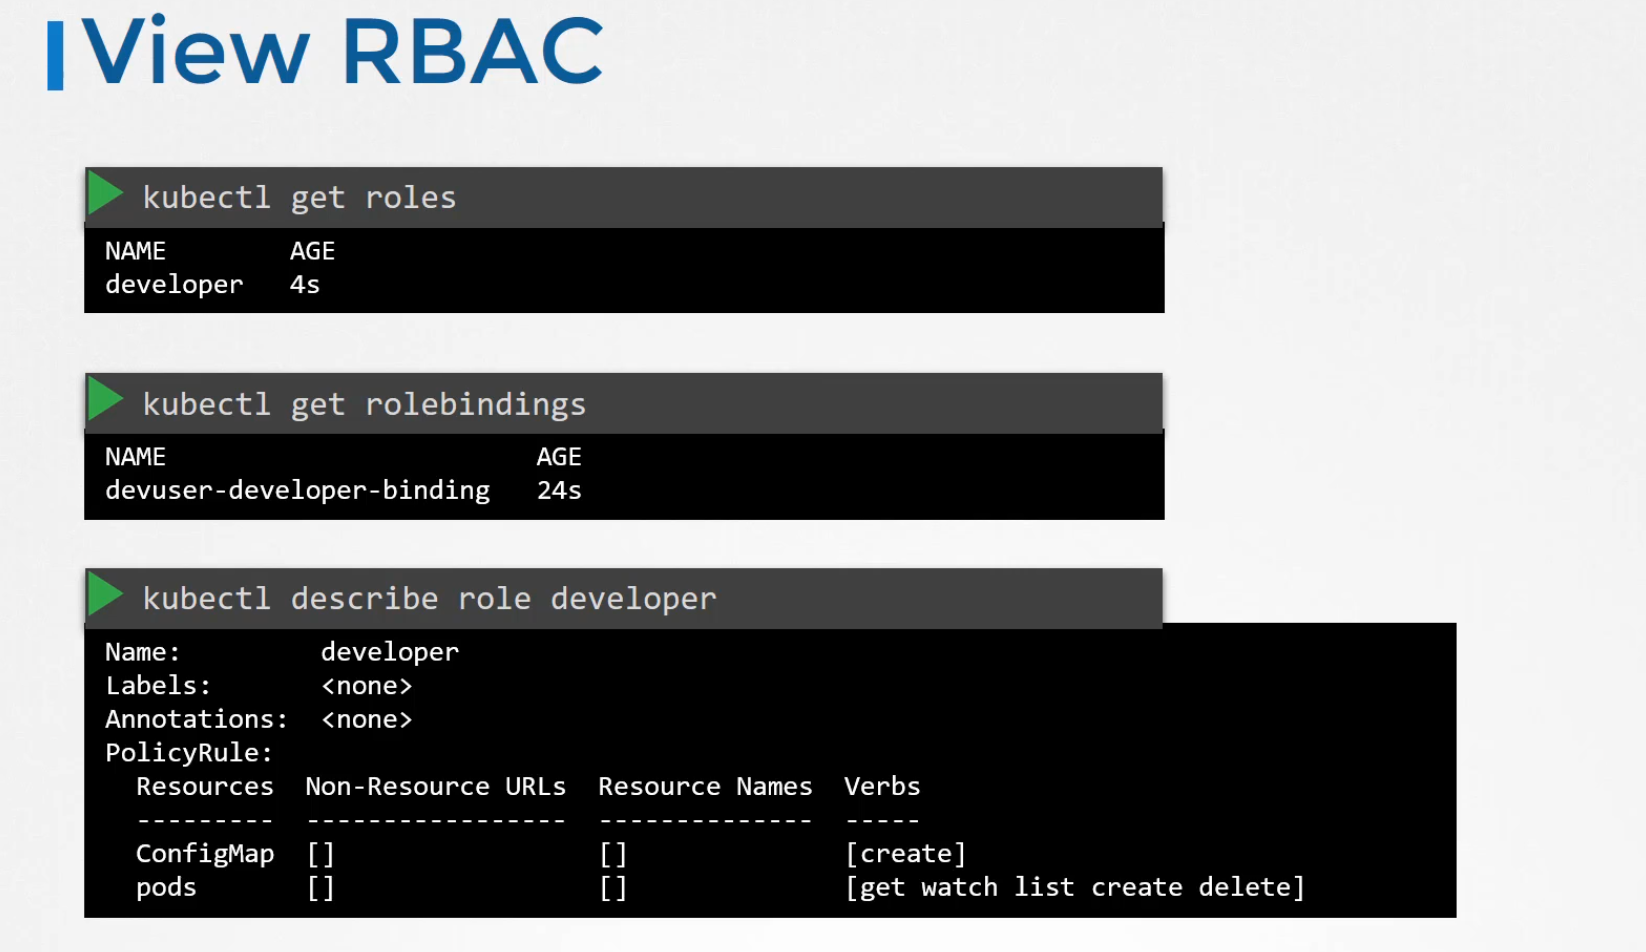 View RBAC
kubectl get roles
NAME AGE
developer 4s
kubectl get rolebindings
NAME AGE
devuser-developer-binding 24s
kubectl describe role developer
Name: developer
Labels: <none>
Annotations: <none>
PolicyRule:
Resources Non-Resource URLs Resource Names Verbs
--------- ----------------- -------------- -----
ConfigMap [] [] [create]
pods [] [] [get watch list create delete]